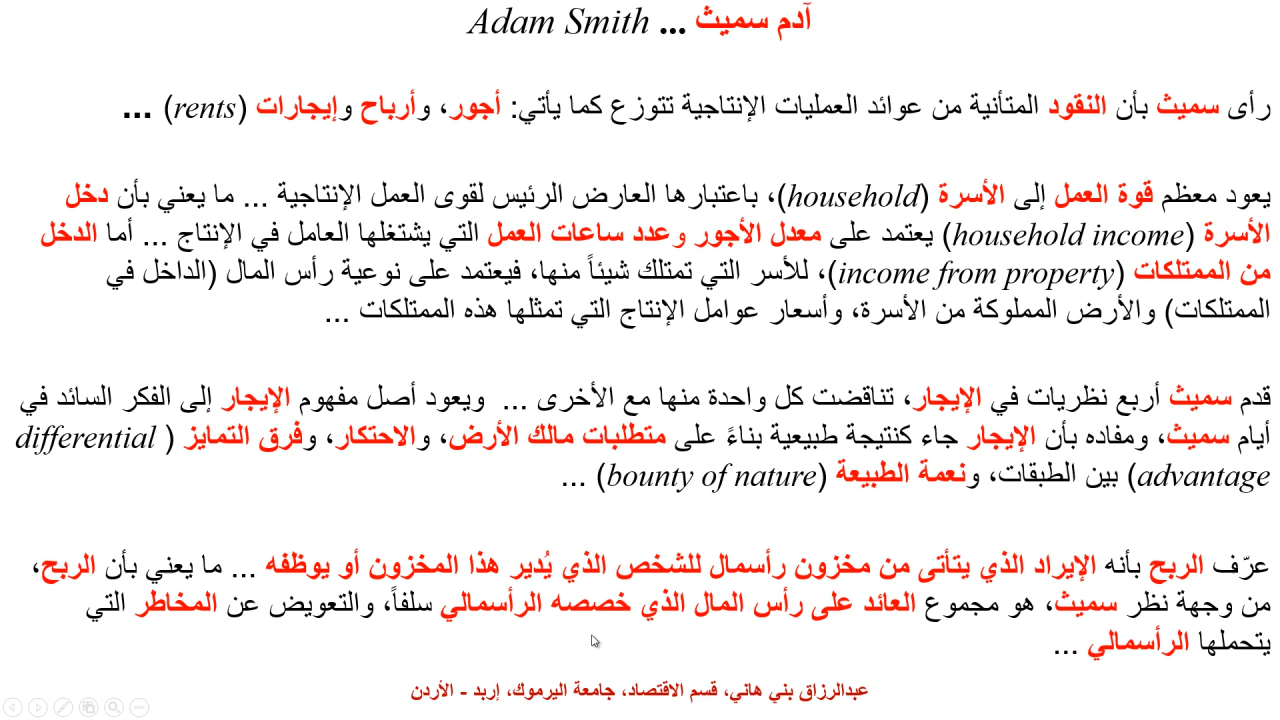 آدم سميث ... Adam Smith
رأى سميث بأن النقود المتأنية من عوائد العمليات الإنتاجية تتوزع كما يأتي: أجور، وأرباح وإيجارات (rents) ...
يعود معظم قوة العمل إلى الأسرة (household)، باعتبارها العارض الرئيس لقوى العمل الإنتاجية ... ما يعني بأن دخل
الأسرة (household income) يعتمد على معدل الأجور وعدد ساعات العمل التي يشتغلها العامل في الإنتاج ... أما الدخل
من الممتلكات (income from property)، للأسر التي تمتلك شيئاً منها، فيعتمد على نوعية رأس المال (الداخل في
الممتلكات) والأرض المملوكة من الأسرة، وأسعار عوامل الإنتاج التي تمثلها هذه الممتلكات ...
قدم سميث أربع نظريات في الإيجار، تناقضت كل واحدة منها مع الأخرى ... ويعود أصل مفهوم الإيجار إلى الفكر السائد في
أيام سميث، ومفاده بأن الإيجار جاء كنتيجة طبيعية بناءً على متطلبات مالك الأرض، والاحتكار، وفرق التمايز (differential
advantage) بين الطبقات، ونعمة الطبيعة (bounty of nature) ...
عرّف الربح بأنه الإيراد الذي يتأتى من مخزون رأسمال للشخص الذي يُدير هذا المخزون أو يوظفه ... ما يعني بأن الربح،
من وجهة نظر سميث، هو مجموع العائد على رأس المال الذي خصصه الرأسمالي سلفاً، والتعويض عن المخاطر التي
يتحملها الرأسمالي ...
عبدالرزاق بني هاني، قسم الاقتصاد، جامعة اليرموك، إربد - الأردن